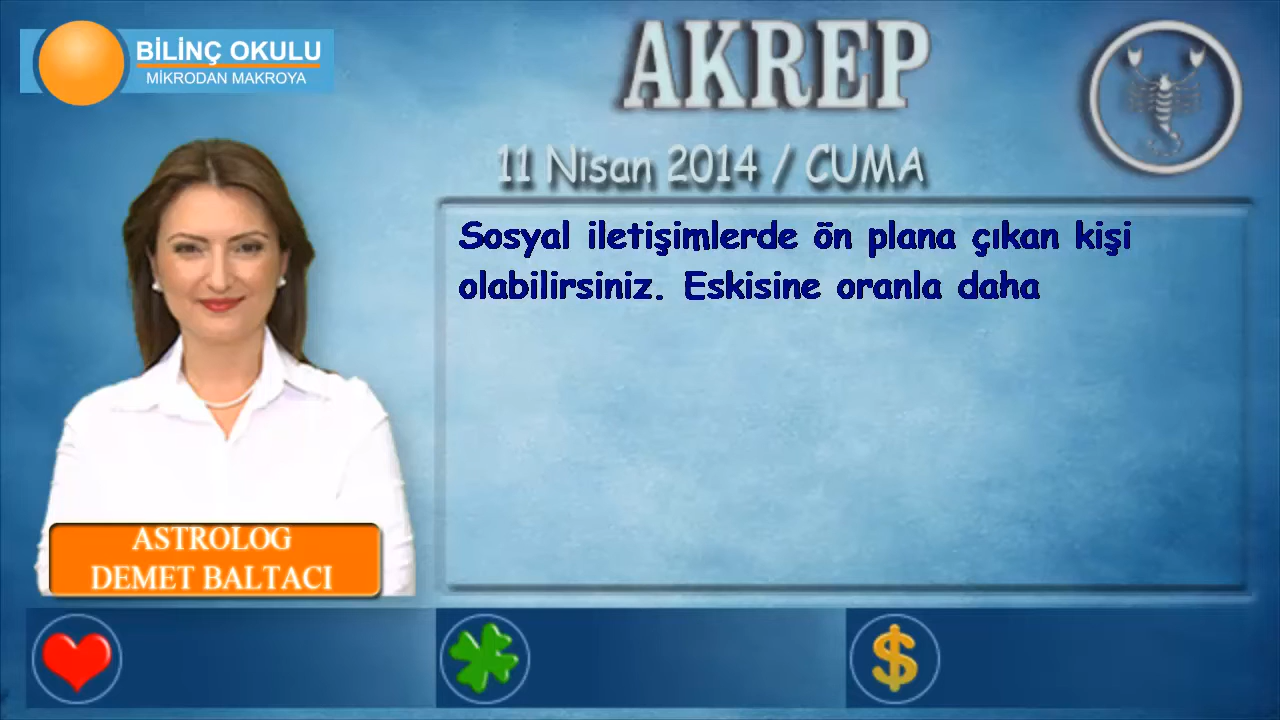 BİLİNÇ OKULU
MİKRODAN MAKROYA
AKREP
11 Nisan 2014 / CUMA
Sosyal iletişimlerde ön plana çıkan kişi
olabilirsiniz. Eskisine oranla daha
ASTROLOG
DEMET BALTACI